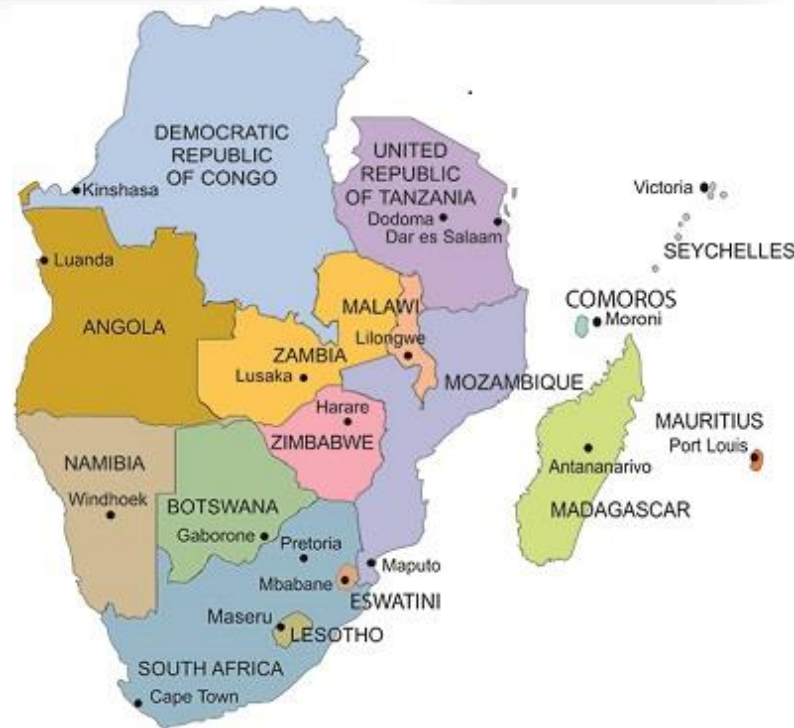 DEMOCRATIC
REPUBLIC
OF CONGO
Kinshasa
UNITED
REPUBLIC
OF TANZANIA
Dodoma
Dar es Salaam
Victoria
SEYCHELLES
Luanda
ANGOLA
MALAWI
Lilongwe
ZAMBIA
Lusaka
COMOROS
Moroni
MOZAMBIQUE
Harare
ZIMBABWE
MAURITIUS
Port Louis
Antananarivo
MADAGASCAR
NAMIBIA
Windhoek
BOTSWANA
Gaborone
Pretoria
Maputo
Mbabane
ESWATINI
Maseru
LESOTHO
SOUTH AFRICA
Cape Town